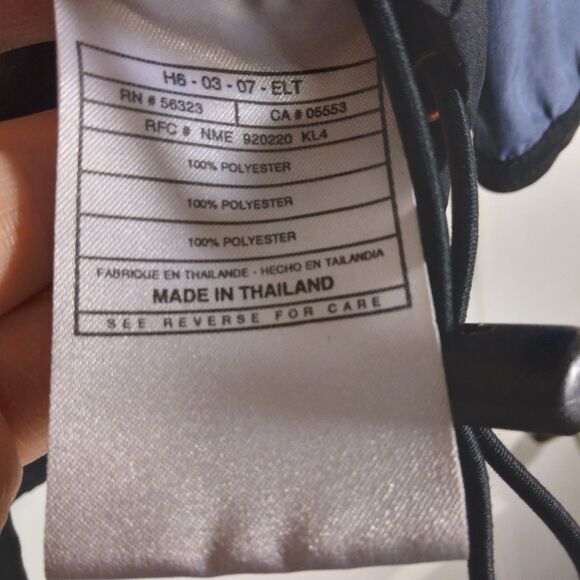 H6 - 03 - 07 - ELT
RN # 56323 CA # 05553
RFC # NME 920220 KL4
100% POLYESTER
100% POLYESTER
100% POLYESTER
FABRIQUE EN THAILANDE - HECHO EN TAILANDIA
MADE IN THAILAND
SEE REVERSE FOR CARE